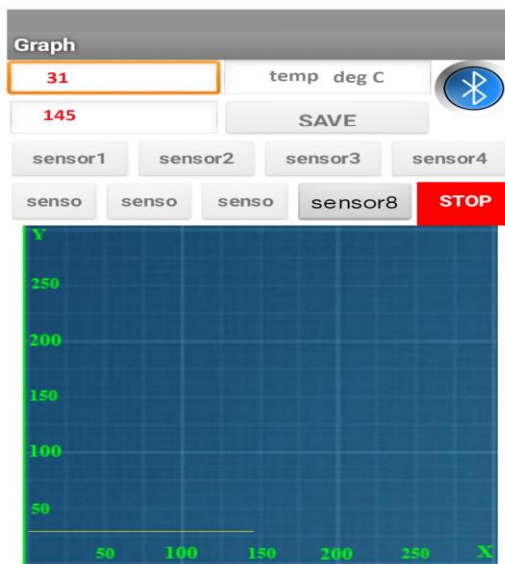 Graph
31 temp deg C
145 SAVE
sensor1 sensor2 sensor3 sensor4
senso senso senso sensor8 STOP
Y
250
200
150
100
50
50 100 150 200 250 X